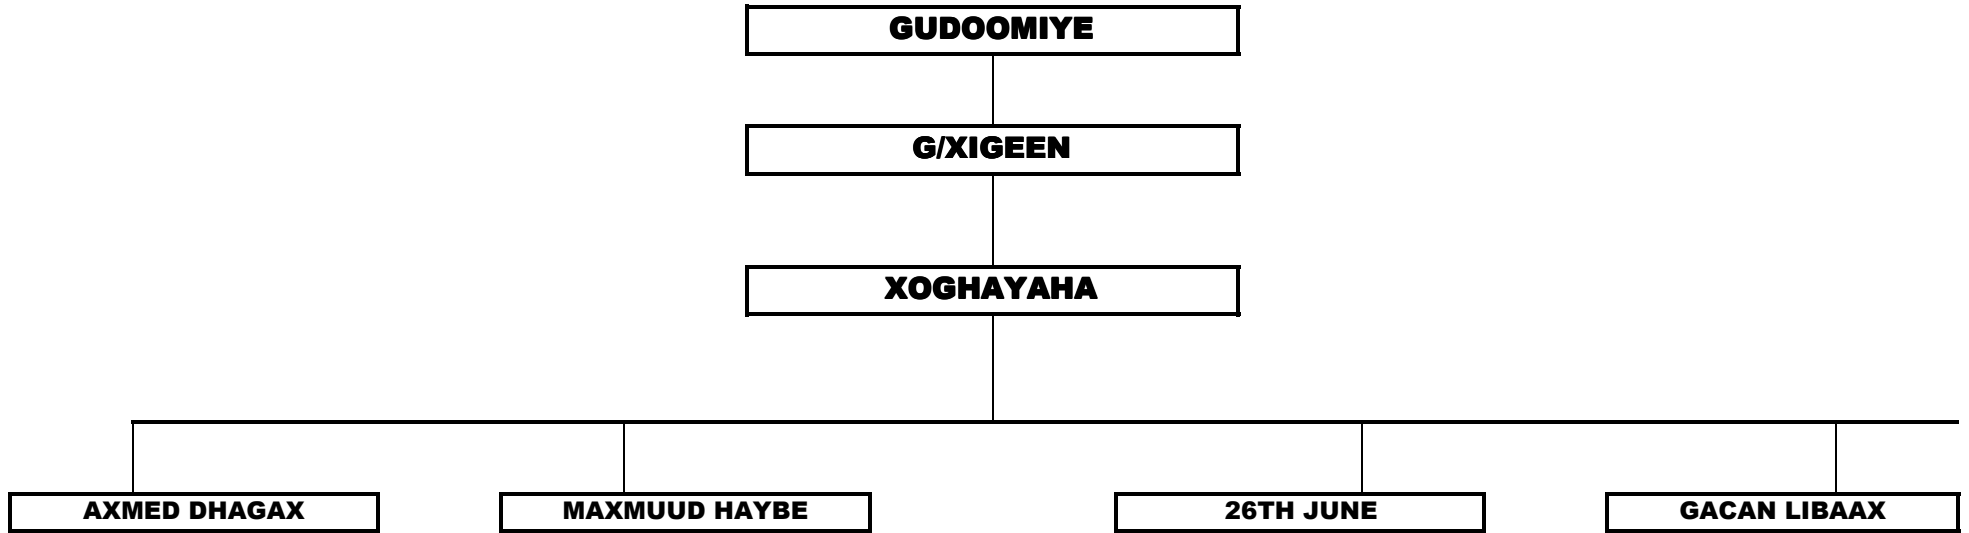 GUDOOMIYE
G/XIGEEN
XOGHAYAHA
AXMED DHAGAX
MAXMUUD HAYBE
26TH JUNE
GACAN LIBAAX